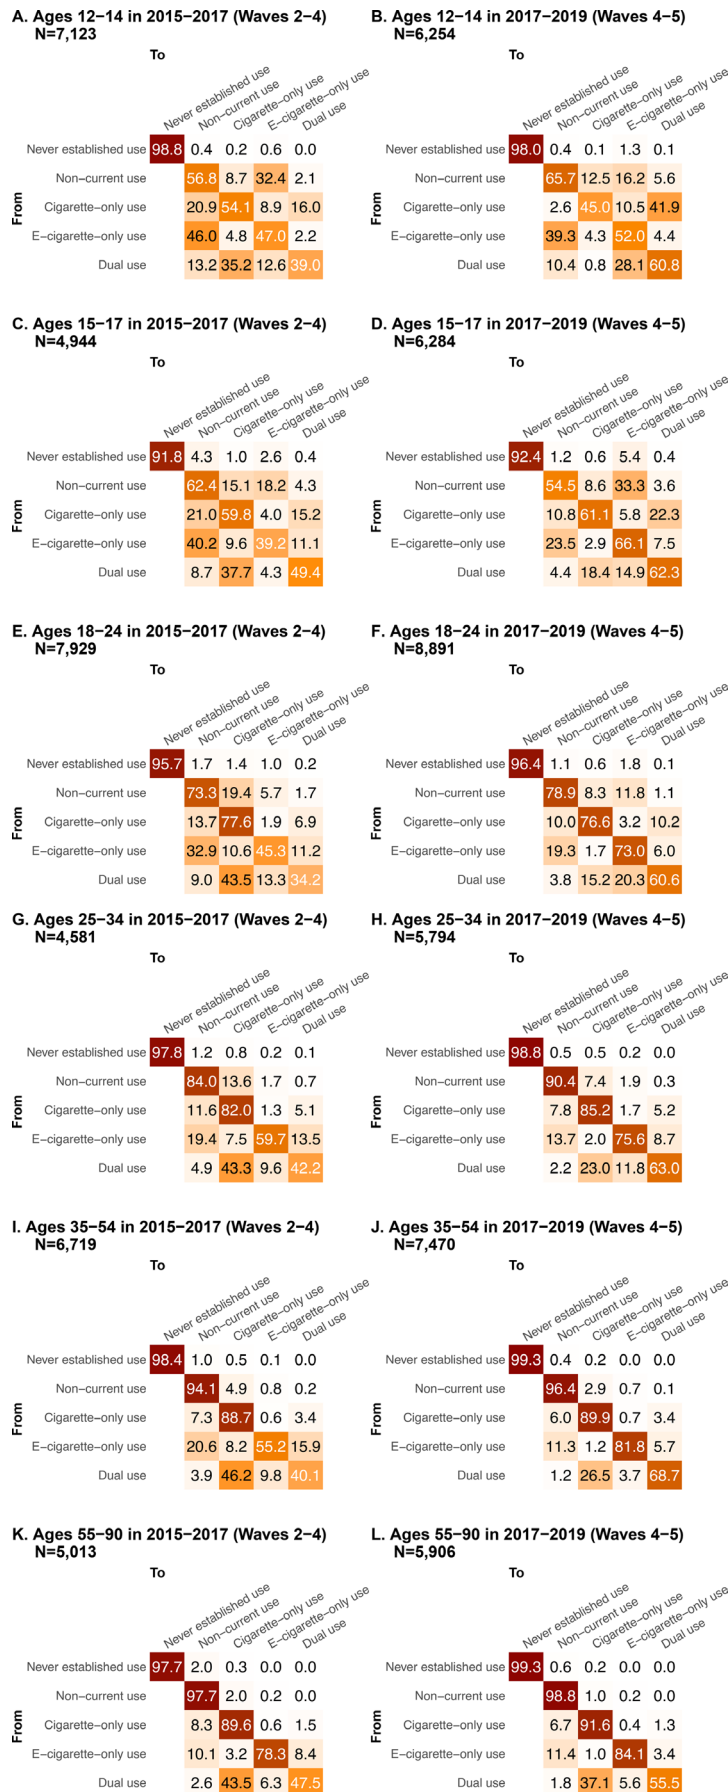 A. Ages 12−14 in 2015−2017 (Waves 2−4)
N=7,123
To
Never established use
Non−current use
Cigarette−only use
E−cigarette−only use
Dual use
From
Never established use 98.8 0.4 0.2 0.6 0.0
Non−current use 56.8 8.7 32.4 2.1
Cigarette−only use 20.9 54.1 8.9 16.0
E−cigarette−only use 46.0 4.8 47.0 2.2
Dual use 13.2 35.2 12.6 39.0
B. Ages 12−14 in 2017−2019 (Waves 4−5)
N=6,254
To
Never established use
Non−current use
Cigarette−only use
E−cigarette−only use
Dual use
From
Never established use 98.0 0.4 0.1 1.3 0.1
Non−current use 65.7 12.5 16.2 5.6
Cigarette−only use 2.6 45.0 10.5 41.9
E−cigarette−only use 39.3 4.3 52.0 4.4
Dual use 10.4 0.8 28.1 60.8
C. Ages 15−17 in 2015−2017 (Waves 2−4)
N=4,944
To
Never established use
Non−current use
Cigarette−only use
E−cigarette−only use
Dual use
From
Never established use 91.8 4.3 1.0 2.6 0.4
Non−current use 62.4 15.1 18.2 4.3
Cigarette−only use 21.0 59.8 4.0 15.2
E−cigarette−only use 40.2 9.6 39.2 11.1
Dual use 8.7 37.7 4.3 49.4
D. Ages 15−17 in 2017−2019 (Waves 4−5)
N=6,284
To
Never established use
Non−current use
Cigarette−only use
E−cigarette−only use
Dual use
From
Never established use 92.4 1.2 0.6 5.4 0.4
Non−current use 54.5 8.6 33.3 3.6
Cigarette−only use 10.8 61.1 5.8 22.3
E−cigarette−only use 23.5 2.9 66.1 7.5
Dual use 4.4 18.4 14.9 62.3
E. Ages 18−24 in 2015−2017 (Waves 2−4)
N=7,929
To
Never established use
Non−current use
Cigarette−only use
E−cigarette−only use
Dual use
From
Never established use 95.7 1.7 1.4 1.0 0.2
Non−current use 73.3 19.4 5.7 1.7
Cigarette−only use 13.7 77.6 1.9 6.9
E−cigarette−only use 32.9 10.6 45.3 11.2
Dual use 9.0 43.5 13.3 34.2
F. Ages 18−24 in 2017−2019 (Waves 4−5)
N=8,891
To
Never established use
Non−current use
Cigarette−only use
E−cigarette−only use
Dual use
From
Never established use 96.4 1.1 0.6 1.8 0.1
Non−current use 78.9 8.3 11.8 1.1
Cigarette−only use 10.0 76.6 3.2 10.2
E−cigarette−only use 19.3 1.7 73.0 6.0
Dual use 3.8 15.2 20.3 60.6
G. Ages 25−34 in 2015−2017 (Waves 2−4)
N=4,581
To
Never established use
Non−current use
Cigarette−only use
E−cigarette−only use
Dual use
From
Never established use 97.8 1.2 0.8 0.2 0.1
Non−current use 84.0 13.6 1.7 0.7
Cigarette−only use 11.6 82.0 1.3 5.1
E−cigarette−only use 19.4 7.5 59.7 13.5
Dual use 4.9 43.3 9.6 42.2
H. Ages 25−34 in 2017−2019 (Waves 4−5)
N=5,794
To
Never established use
Non−current use
Cigarette−only use
E−cigarette−only use
Dual use
From
Never established use 98.8 0.5 0.5 0.2 0.0
Non−current use 90.4 7.4 1.9 0.3
Cigarette−only use 7.8 85.2 1.7 5.2
E−cigarette−only use 13.7 2.0 75.6 8.7
Dual use 2.2 23.0 11.8 63.0
I. Ages 35−54 in 2015−2017 (Waves 2−4)
N=6,719
To
Never established use
Non−current use
Cigarette−only use
E−cigarette−only use
Dual use
From
Never established use 98.4 1.0 0.5 0.1 0.0
Non−current use 94.1 4.9 0.8 0.2
Cigarette−only use 7.3 88.7 0.6 3.4
E−cigarette−only use 20.6 8.2 55.2 15.9
Dual use 3.9 46.2 9.8 40.1
J. Ages 35−54 in 2017−2019 (Waves 4−5)
N=7,470
To
Never established use
Non−current use
Cigarette−only use
E−cigarette−only use
Dual use
From
Never established use 99.3 0.4 0.2 0.0 0.0
Non−current use 96.4 2.9 0.7 0.1
Cigarette−only use 6.0 89.9 0.7 3.4
E−cigarette−only use 11.3 1.2 81.8 5.7
Dual use 1.2 26.5 3.7 68.7
K. Ages 55−90 in 2015−2017 (Waves 2−4)
N=5,013
To
Never established use
Non−current use
Cigarette−only use
E−cigarette−only use
Dual use
From
Never established use 97.7 2.0 0.3 0.0 0.0
Non−current use 97.7 2.0 0.2 0.0
Cigarette−only use 8.3 89.6 0.6 1.5
E−cigarette−only use 10.1 3.2 78.3 8.4
Dual use 2.6 43.5 6.3 47.5
L. Ages 55−90 in 2017−2019 (Waves 4−5)
N=5,906
To
Never established use
Non−current use
Cigarette−only use
E−cigarette−only use
Dual use
From
Never established use 99.3 0.6 0.2 0.0 0.0
Non−current use 98.8 1.0 0.2 0.0
Cigarette−only use 6.7 91.6 0.4 1.3
E−cigarette−only use 11.4 1.0 84.1 3.4
Dual use 1.8 37.1 5.6 55.5